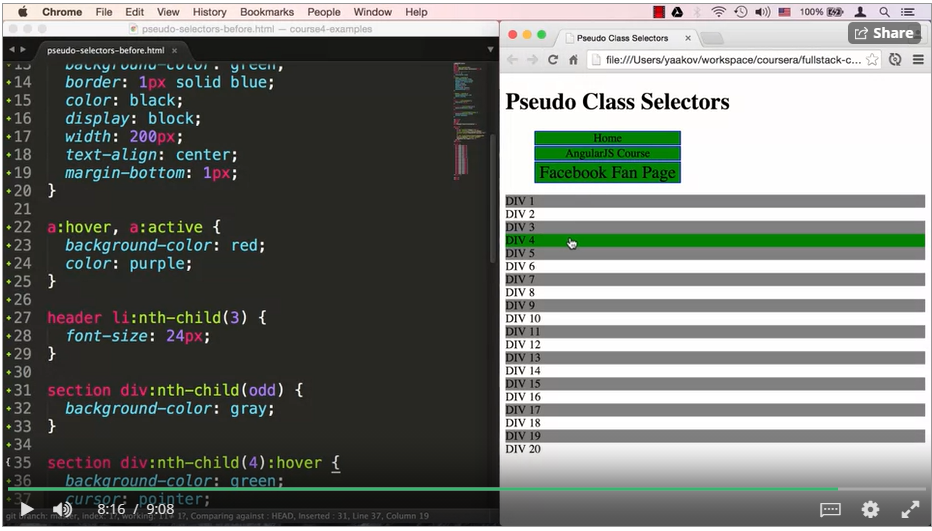 Chrome File Edit View History Bookmarks People Window Help 100%
pseudo-selectors-before.html — course4-examples
pseudo-selectors-before.html ×
13 background-color: green;
14 border: 1px solid blue;
15 color: black;
16 display: block;
17 width: 200px;
18 text-align: center;
19 margin-bottom: 1px;
20 }
21
22 a:hover, a:active {
23 background-color: red;
24 color: purple;
25 }
26
27 header li:nth-child(3) {
28 font-size: 24px;
29 }
30
31 section div:nth-child(odd) {
32 background-color: gray;
33 }
34
35 section div:nth-child(4):hover {
36 background-color: green;
37 cursor: pointer;
8:16 / 9:08
Comparing against : HEAD, Inserted : 31, Line 37, Column 19
Pseudo Class Selectors ×
Share
file:///Users/yaakov/workspace/coursera/fullstack-c...
Pseudo Class Selectors
Home
AngularJS Course
Facebook Fan Page
DIV 1
DIV 2
DIV 3
DIV 4
DIV 5
DIV 6
DIV 7
DIV 8
DIV 9
DIV 10
DIV 11
DIV 12
DIV 13
DIV 14
DIV 15
DIV 16
DIV 17
DIV 18
DIV 19
DIV 20